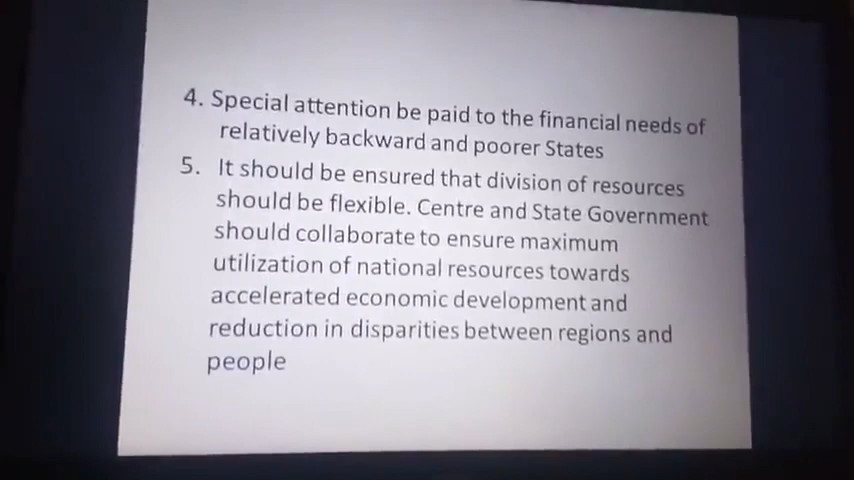 4. Special attention be paid to the financial needs of
relatively backward and poorer States
5. It should be ensured that division of resources
should be flexible. Centre and State Government
should collaborate to ensure maximum
utilization of national resources towards
accelerated economic development and
reduction in disparities between regions and
people